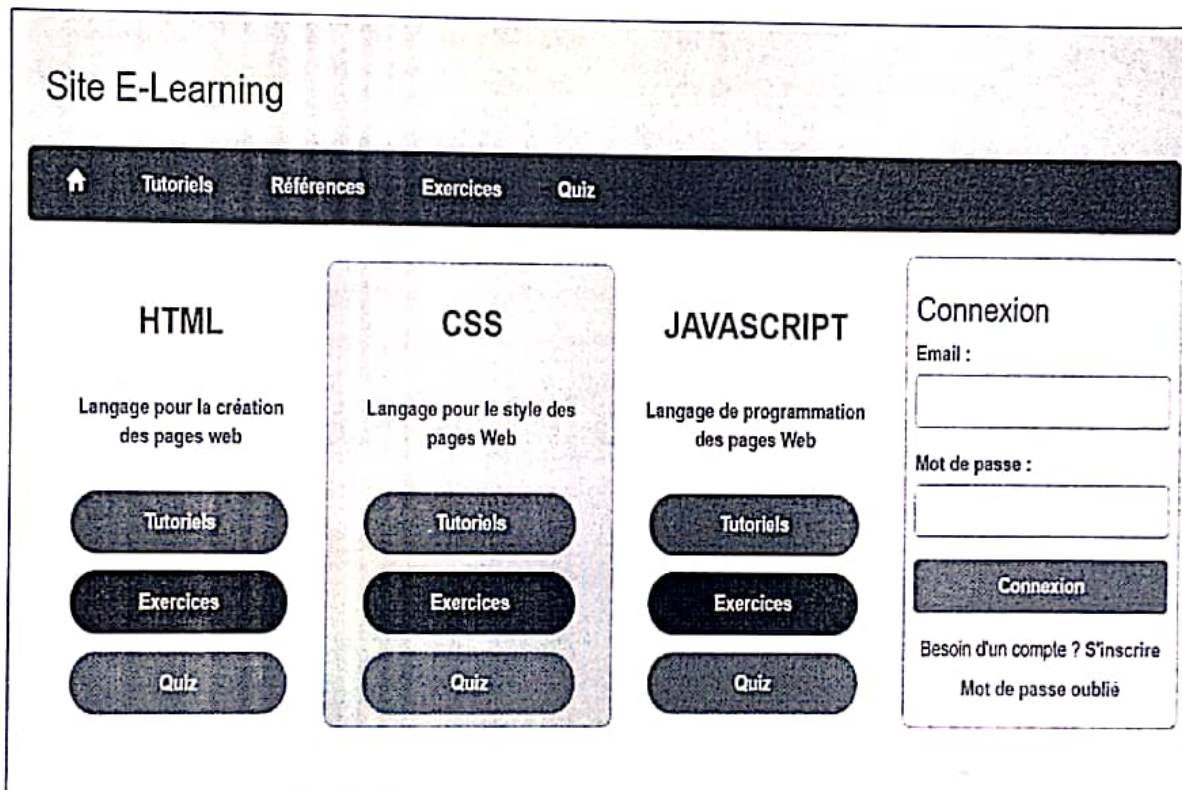 Site E-Learning
Tutoriels Références Exercices Quiz
HTML
Langage pour la création
des pages web
Tutoriels
Exercices
Quiz
CSS
Langage pour le style des
pages Web
Tutoriels
Exercices
Quiz
JAVASCRIPT
Langage de programmation
des pages Web
Tutoriels
Exercices
Quiz
Connexion
Email :
Mot de passe :
Connexion
Besoin d'un compte ? S'inscrire
Mot de passe oublié